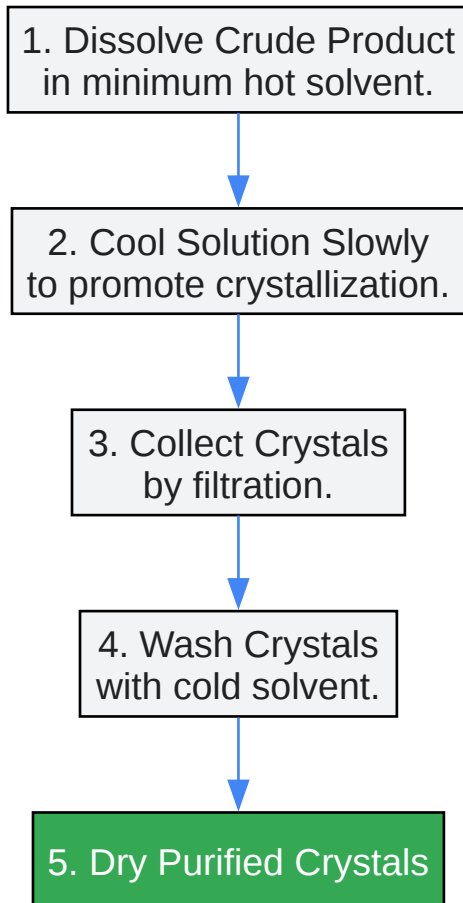 1. Dissolve Crude Product
in minimum hot solvent.
2. Cool Solution Slowly
to promote crystallization.
3. Collect Crystals
by filtration.
4. Wash Crystals
with cold solvent.
5. Dry Purified Crystals